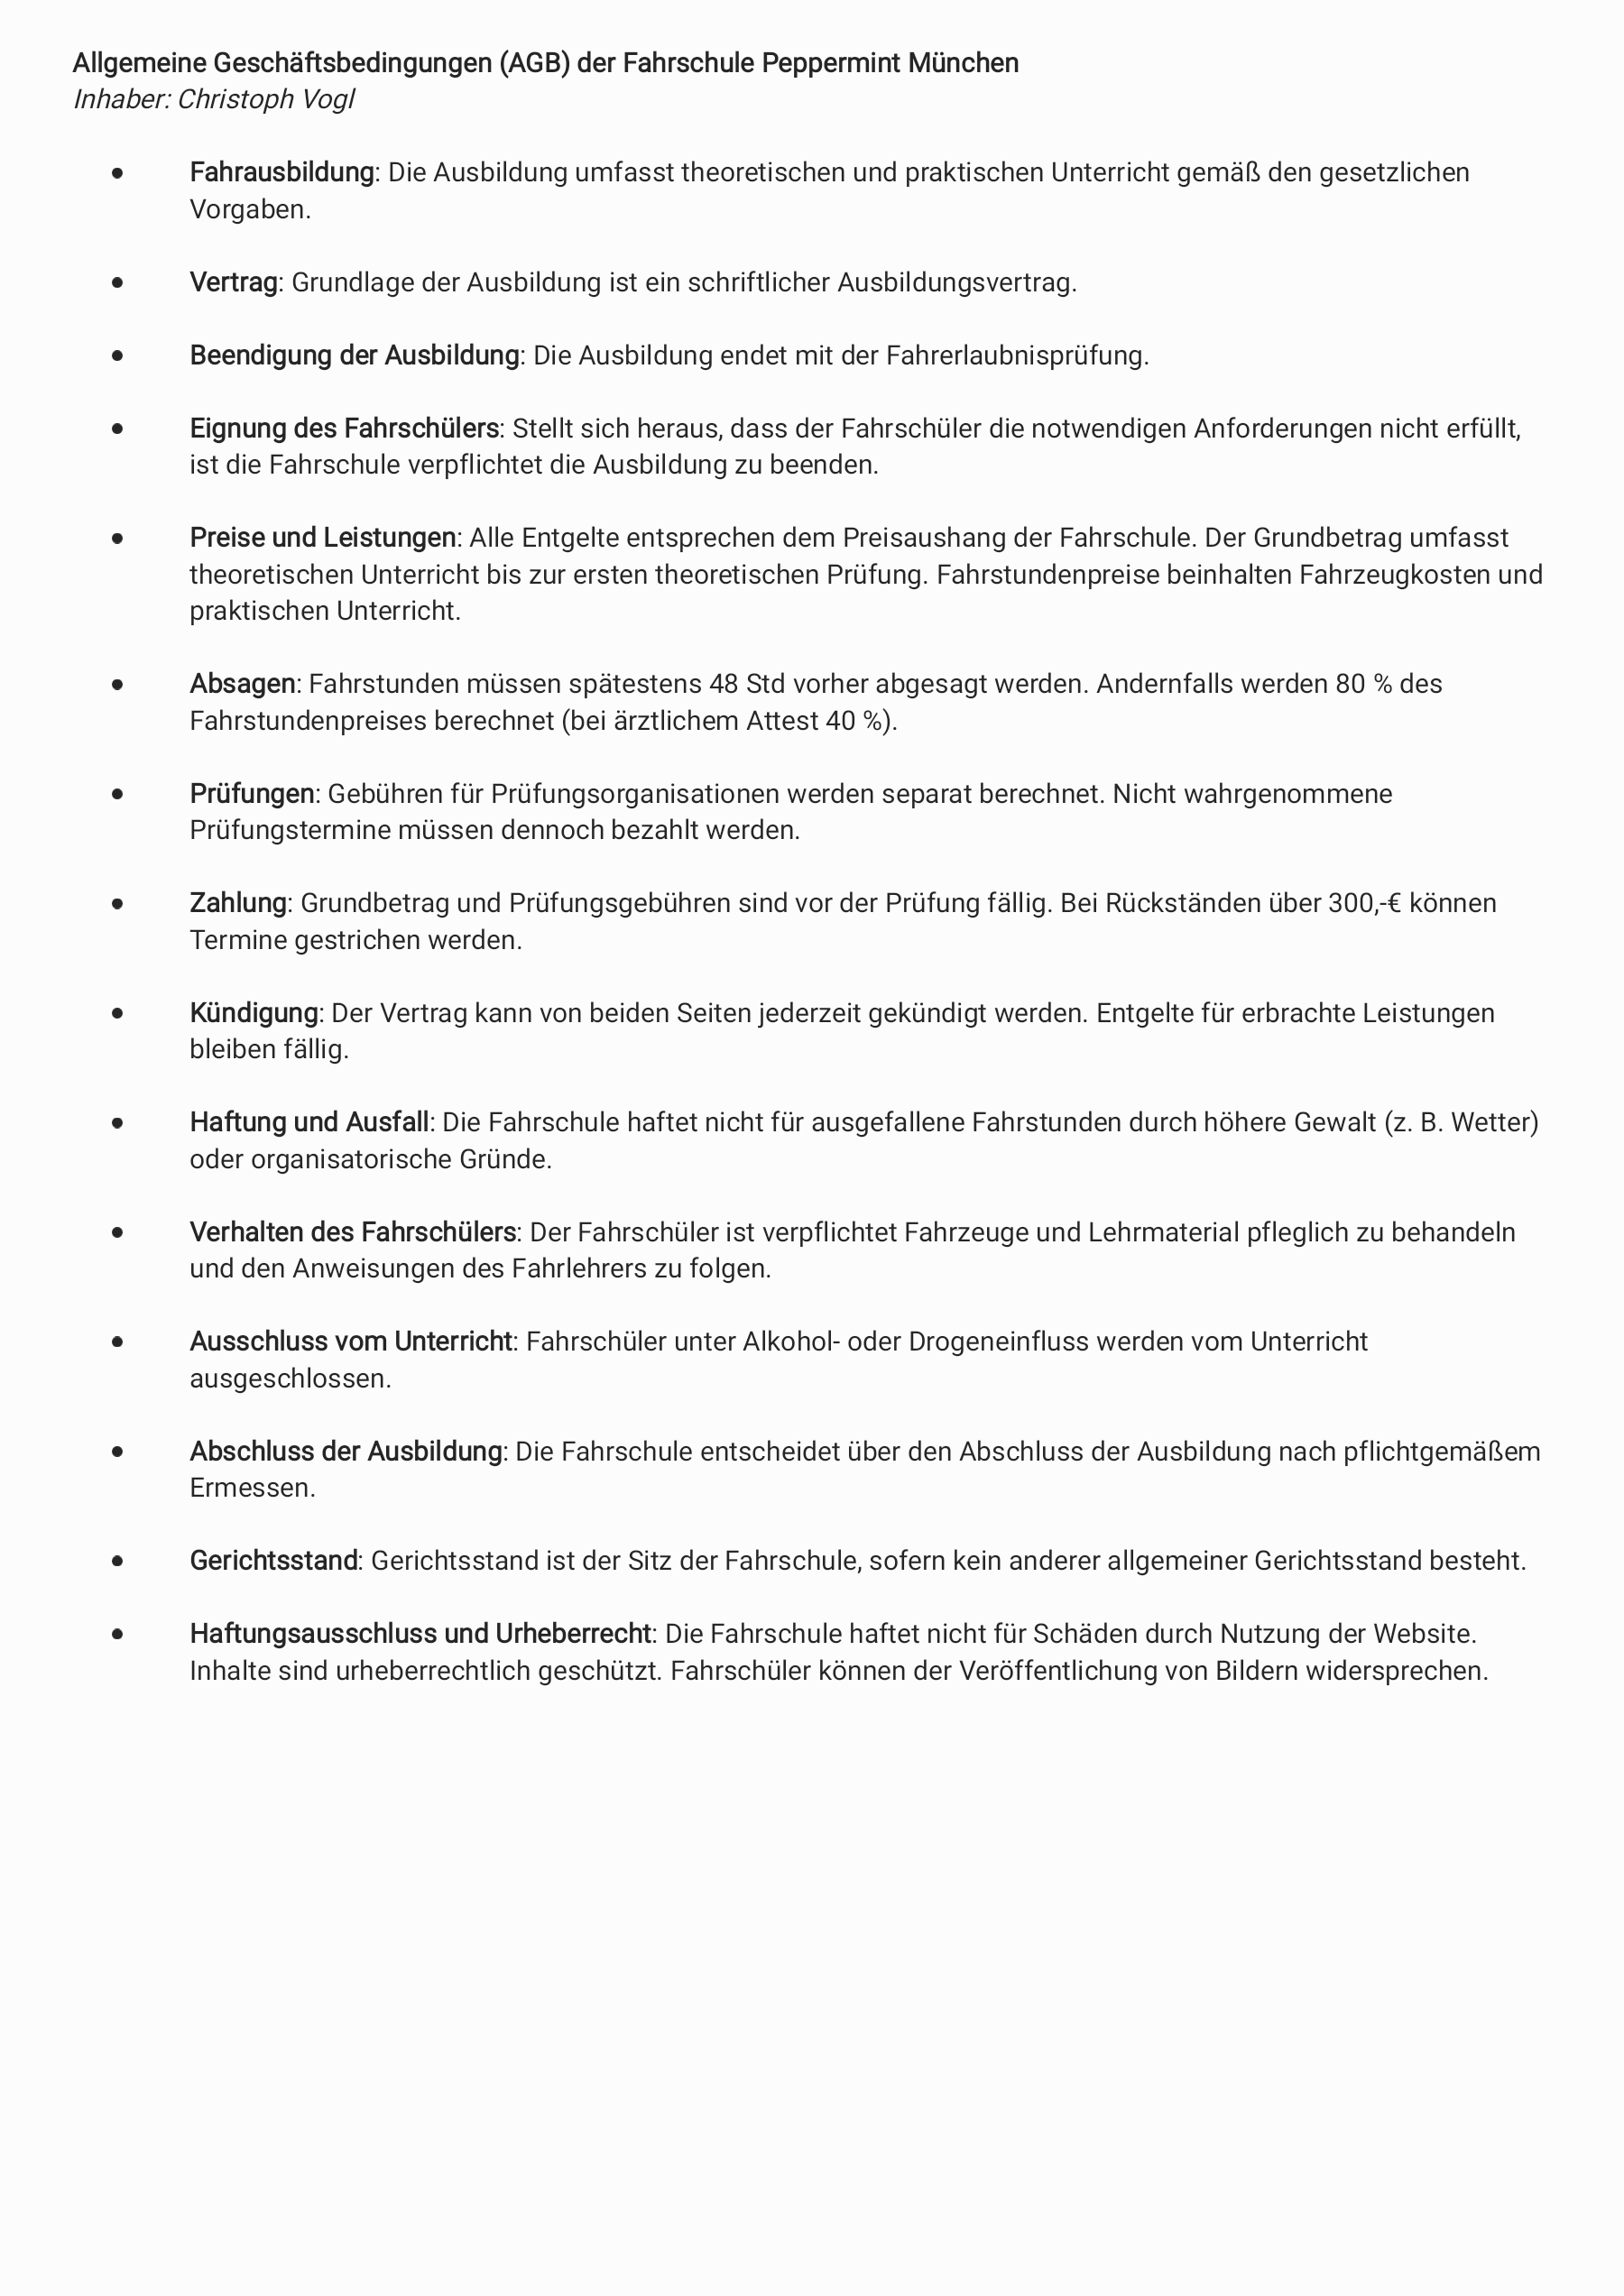 Allgemeine Geschäftsbedingungen (AGB) der Fahrschule Peppermint München
Inhaber: Christoph Vogl
• Fahrausbildung: Die Ausbildung umfasst theoretischen und praktischen Unterricht gemäß den gesetzlichen
Vorgaben.
• Vertrag: Grundlage der Ausbildung ist ein schriftlicher Ausbildungsvertrag.
• Beendigung der Ausbildung: Die Ausbildung endet mit der Fahrerlaubnisprüfung.
• Eignung des Fahrschülers: Stellt sich heraus, dass der Fahrschüler die notwendigen Anforderungen nicht erfüllt,
ist die Fahrschule verpflichtet die Ausbildung zu beenden.
• Preise und Leistungen: Alle Entgelte entsprechen dem Preisaushang der Fahrschule. Der Grundbetrag umfasst
theoretischen Unterricht bis zur ersten theoretischen Prüfung. Fahrstundenpreise beinhalten Fahrzeugkosten und
praktischen Unterricht.
• Absagen: Fahrstunden müssen spätestens 48 Std vorher abgesagt werden. Andernfalls werden 80 % des
Fahrstundenpreises berechnet (bei ärztlichem Attest 40 %).
• Prüfungen: Gebühren für Prüfungsorganisationen werden separat berechnet. Nicht wahrgenommene
Prüfungstermine müssen dennoch bezahlt werden.
• Zahlung: Grundbetrag und Prüfungsgebühren sind vor der Prüfung fällig. Bei Rückständen über 300,-€ können
Termine gestrichen werden.
• Kündigung: Der Vertrag kann von beiden Seiten jederzeit gekündigt werden. Entgelte für erbrachte Leistungen
bleiben fällig.
• Haftung und Ausfall: Die Fahrschule haftet nicht für ausgefallene Fahrstunden durch höhere Gewalt (z. B. Wetter)
oder organisatorische Gründe.
• Verhalten des Fahrschülers: Der Fahrschüler ist verpflichtet Fahrzeuge und Lehrmaterial pfleglich zu behandeln
und den Anweisungen des Fahrlehrers zu folgen.
• Ausschluss vom Unterricht: Fahrschüler unter Alkohol- oder Drogeneinfluss werden vom Unterricht
ausgeschlossen.
• Abschluss der Ausbildung: Die Fahrschule entscheidet über den Abschluss der Ausbildung nach pflichtgemäßem
Ermessen.
• Gerichtsstand: Gerichtsstand ist der Sitz der Fahrschule, sofern kein anderer allgemeiner Gerichtsstand besteht.
• Haftungsausschluss und Urheberrecht: Die Fahrschule haftet nicht für Schäden durch Nutzung der Website.
Inhalte sind urheberrechtlich geschützt. Fahrschüler können der Veröffentlichung von Bildern widersprechen.